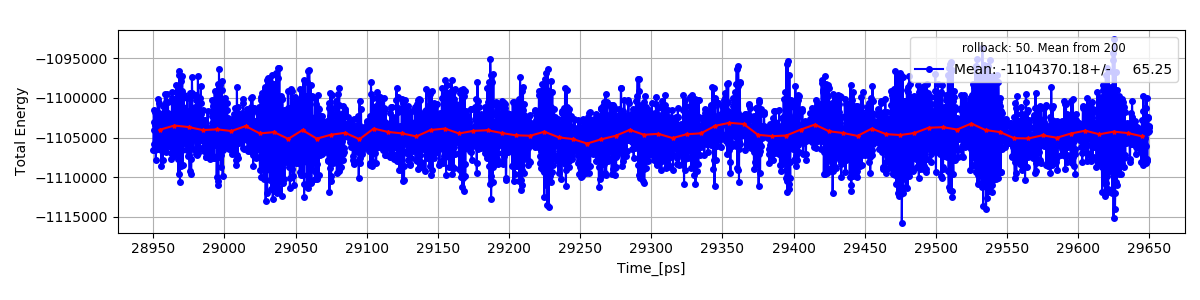 rollback: 50. Mean from 200
Mean: -1104370.18+/- 65.25
Total Energy
−1095000
−1100000
−1105000
−1110000
−1115000
28950 29000 29050 29100 29150 29200 29250 29300 29350 29400 29450 29500 29550 29600 29650
Time_[ps]